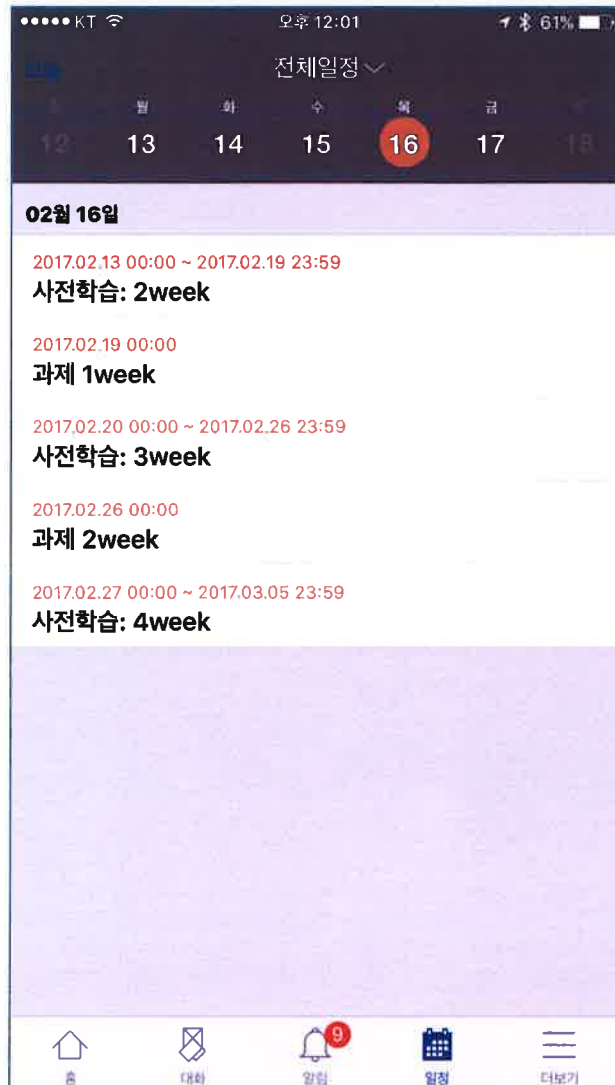 KT 오후 12:01 61%
전체일정
월 화 수 목 금
12 13 14 15 16 17 18
02월 16일
2017.02.13 00:00 ~ 2017.02.19 23:59
사전학습: 2week
2017.02.19 00:00
과제 1week
2017.02.20 00:00 ~ 2017.02.26 23:59
사전학습: 3week
2017.02.26 00:00
과제 2week
2017.02.27 00:00 ~ 2017.03.05 23:59
사전학습: 4week
9
홈 대화 알림 일정 더보기